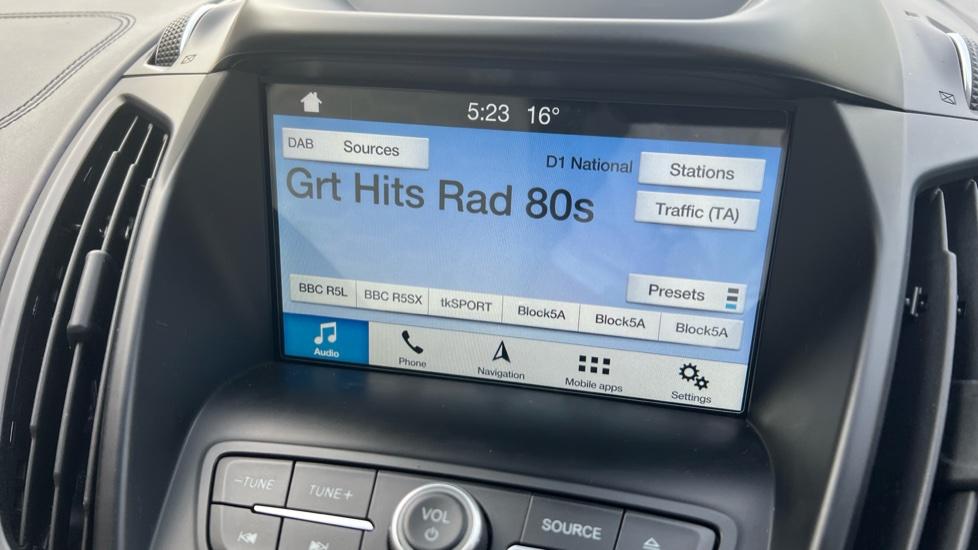 5:23 16°
DAB Sources
D1 National Stations
Grt Hits Rad 80s
Traffic (TA)
Presets
BBC R5L BBC R5SX tkSPORT Block5A Block5A Block5A
Audio Phone Navigation Mobile apps Settings
−TUNE TUNE+ VOL SOURCE